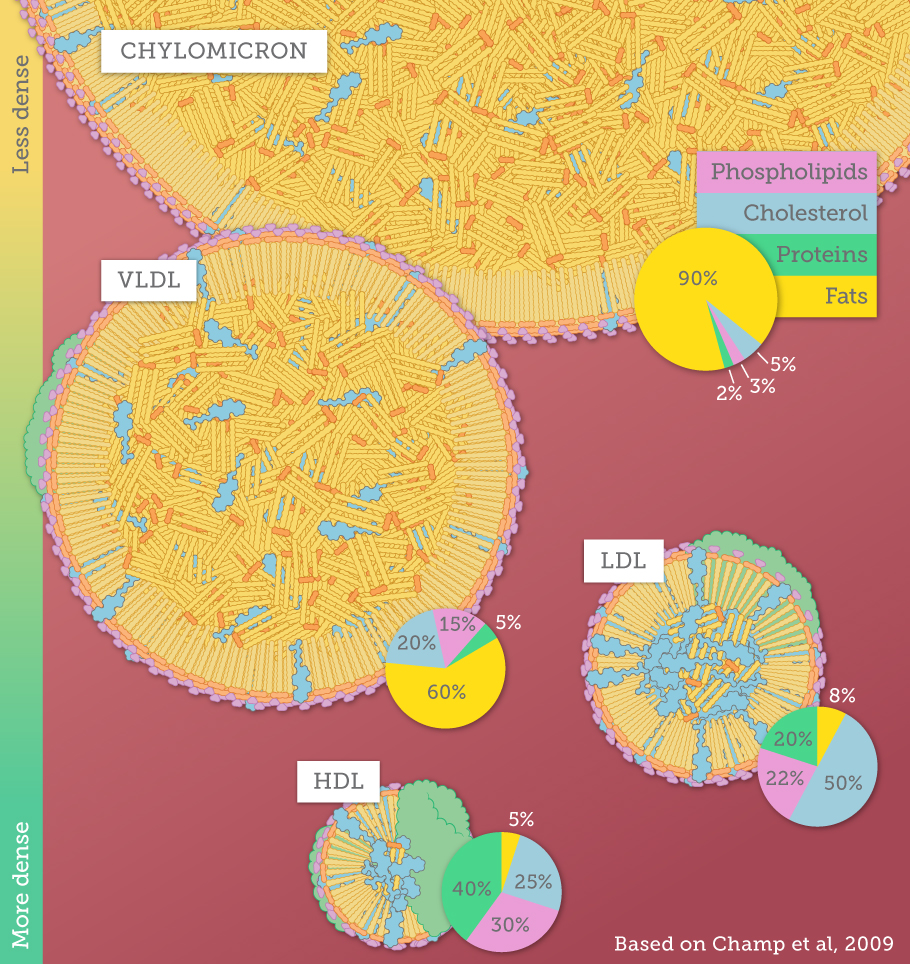 Less dense
CHYLOMICRON
Phospholipids
Cholesterol
Proteins
Fats
90%
5%
3%
2%
VLDL
15%
5%
20%
60%
LDL
8%
20%
22%
50%
HDL
5%
40%
25%
30%
More dense
Based on Champ et al, 2009